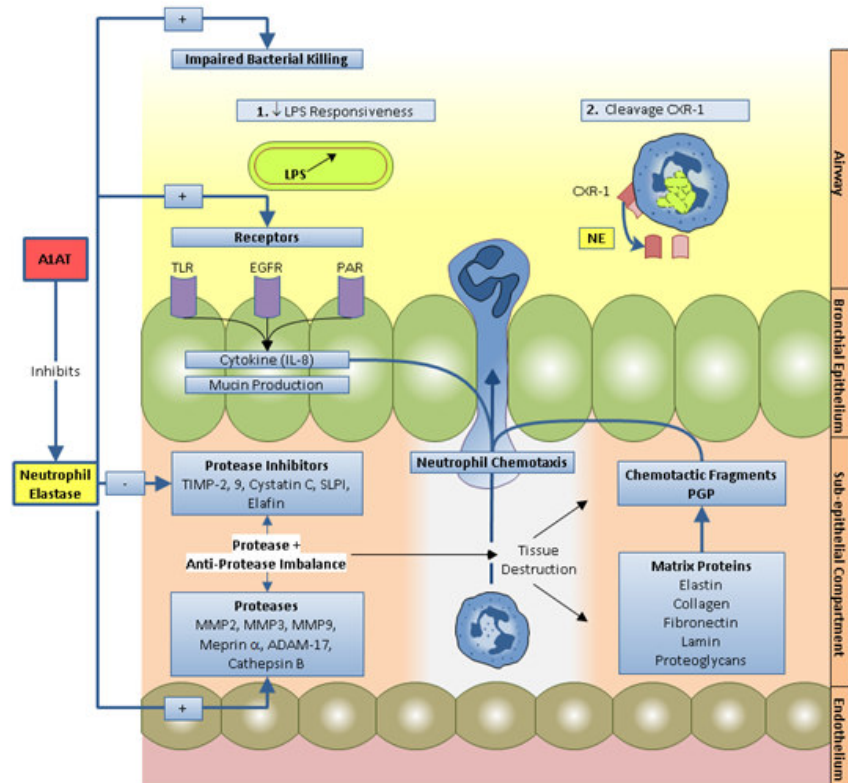 +
Impaired Bacterial Killing
1. ↓ LPS Responsiveness
2. Cleavage CXR-1
LPS
CXR-1
NE
+
Receptors
TLR
EGFR
PAR
A1AT
Inhibits
Neutrophil
Elastase
Cytokine (IL-8)
Mucin Production
-
Protease Inhibitors
TIMP-2, 9, Cystatin C, SLPI,
Elafin
Protease +
Anti-Protease Imbalance
Proteases
MMP2, MMP3, MMP9,
Meprin α, ADAM-17,
Cathepsin B
+
Neutrophil Chemotaxis
Tissue
Destruction
Chemotactic Fragments
PGP
Matrix Proteins
Elastin
Collagen
Fibronectin
Lamin
Proteoglycans
Airway
Bronchial Epithelium
Sub-epithelial Compartment
Endothelium